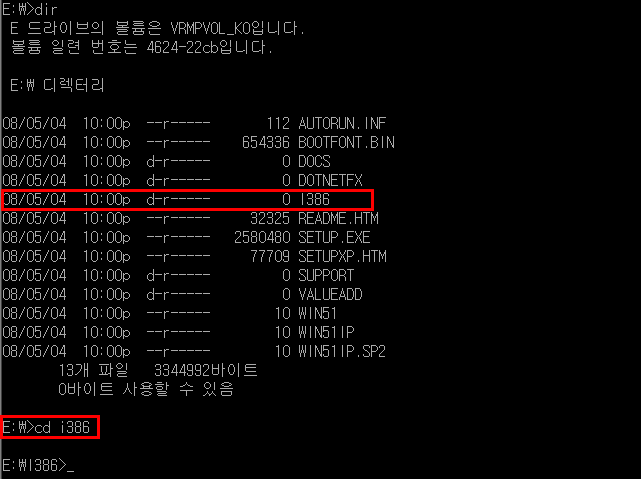 E:\>dir
E 드라이브의 볼륨은 VRMPVOL_KO입니다.
볼륨 일련 번호는 4624-22cb입니다.
E:\ 디렉터리
08/05/04 10:00p --r----- 112 AUTORUN.INF
08/05/04 10:00p --r----- 654336 BOOTFONT.BIN
08/05/04 10:00p d-r----- 0 DOCS
08/05/04 10:00p d-r----- 0 DOTNETFX
08/05/04 10:00p d-r----- 0 I386
08/05/04 10:00p --r----- 32325 README.HTM
08/05/04 10:00p --r----- 2580480 SETUP.EXE
08/05/04 10:00p --r----- 77709 SETUPXP.HTM
08/05/04 10:00p d-r----- 0 SUPPORT
08/05/04 10:00p d-r----- 0 VALUEADD
08/05/04 10:00p --r----- 10 WIN51
08/05/04 10:00p --r----- 10 WIN51IP
08/05/04 10:00p --r----- 10 WIN51IP.SP2
13개 파일 3344992바이트
0바이트 사용할 수 있음
E:\>cd i386
E:\I386>_